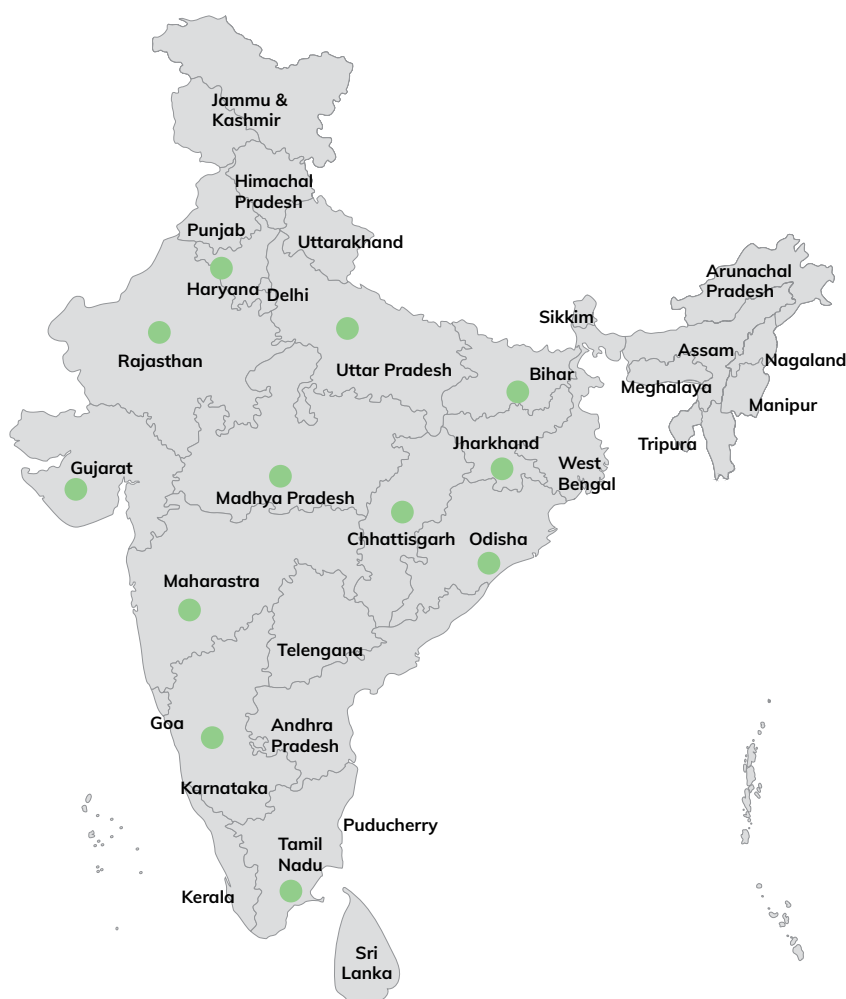 Jammu &
Kashmir
Himachal
Pradesh
Punjab
Uttarakhand
Haryana
Delhi
Arunachal
Pradesh
Sikkim
Rajasthan
Uttar Pradesh
Assam
Nagaland
Bihar
Meghalaya
Manipur
Jharkhand
Tripura
Gujarat
West
Bengal
Madhya Pradesh
Chhattisgarh
Odisha
Maharastra
Telengana
Goa
Andhra
Pradesh
Karnataka
Puducherry
Tamil
Nadu
Kerala
Sri
Lanka